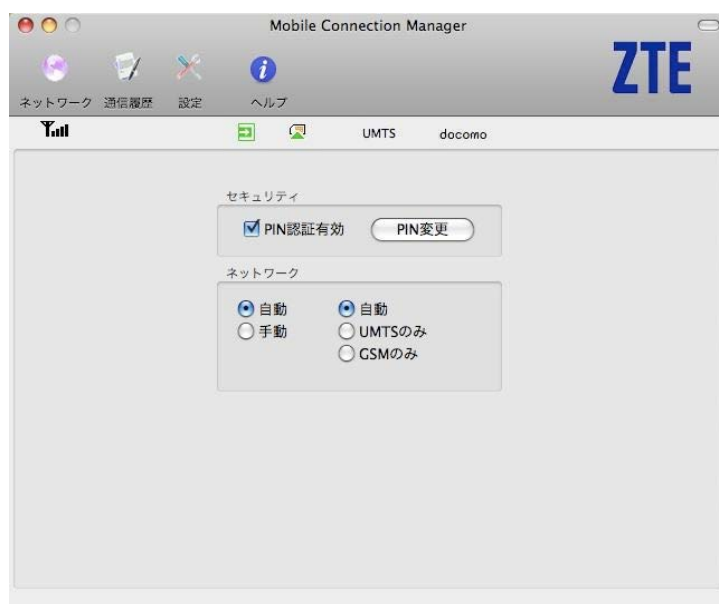 Mobile Connection Manager
ネットワーク 通信履歴 設定 ヘルプ
ZTE
UMTS docomo
セキュリティ
PIN認証有効 PIN変更
ネットワーク
自動 自動
手動 UMTSのみ
GSMのみ